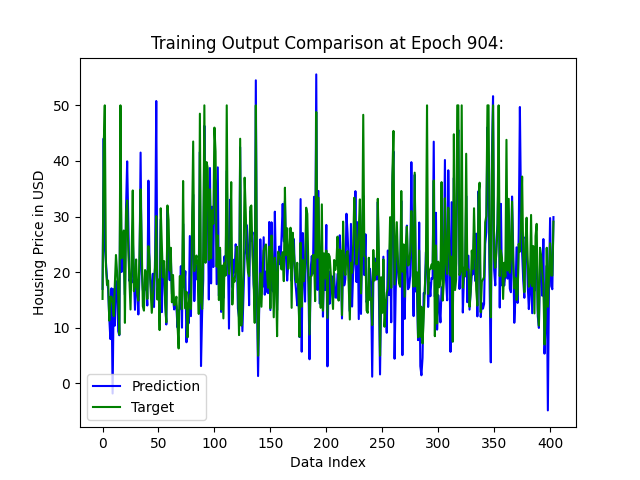 Training Output Comparison at Epoch 904:
Housing Price in USD
50
40
30
20
10
0
Prediction
Target
0 50 100 150 200 250 300 350 400
Data Index